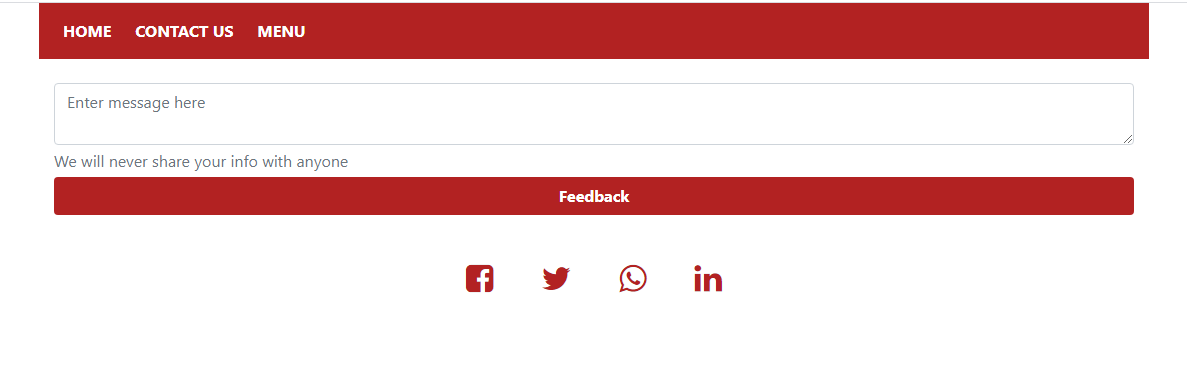 HOME CONTACT US MENU
Enter message here
We will never share your info with anyone
Feedback